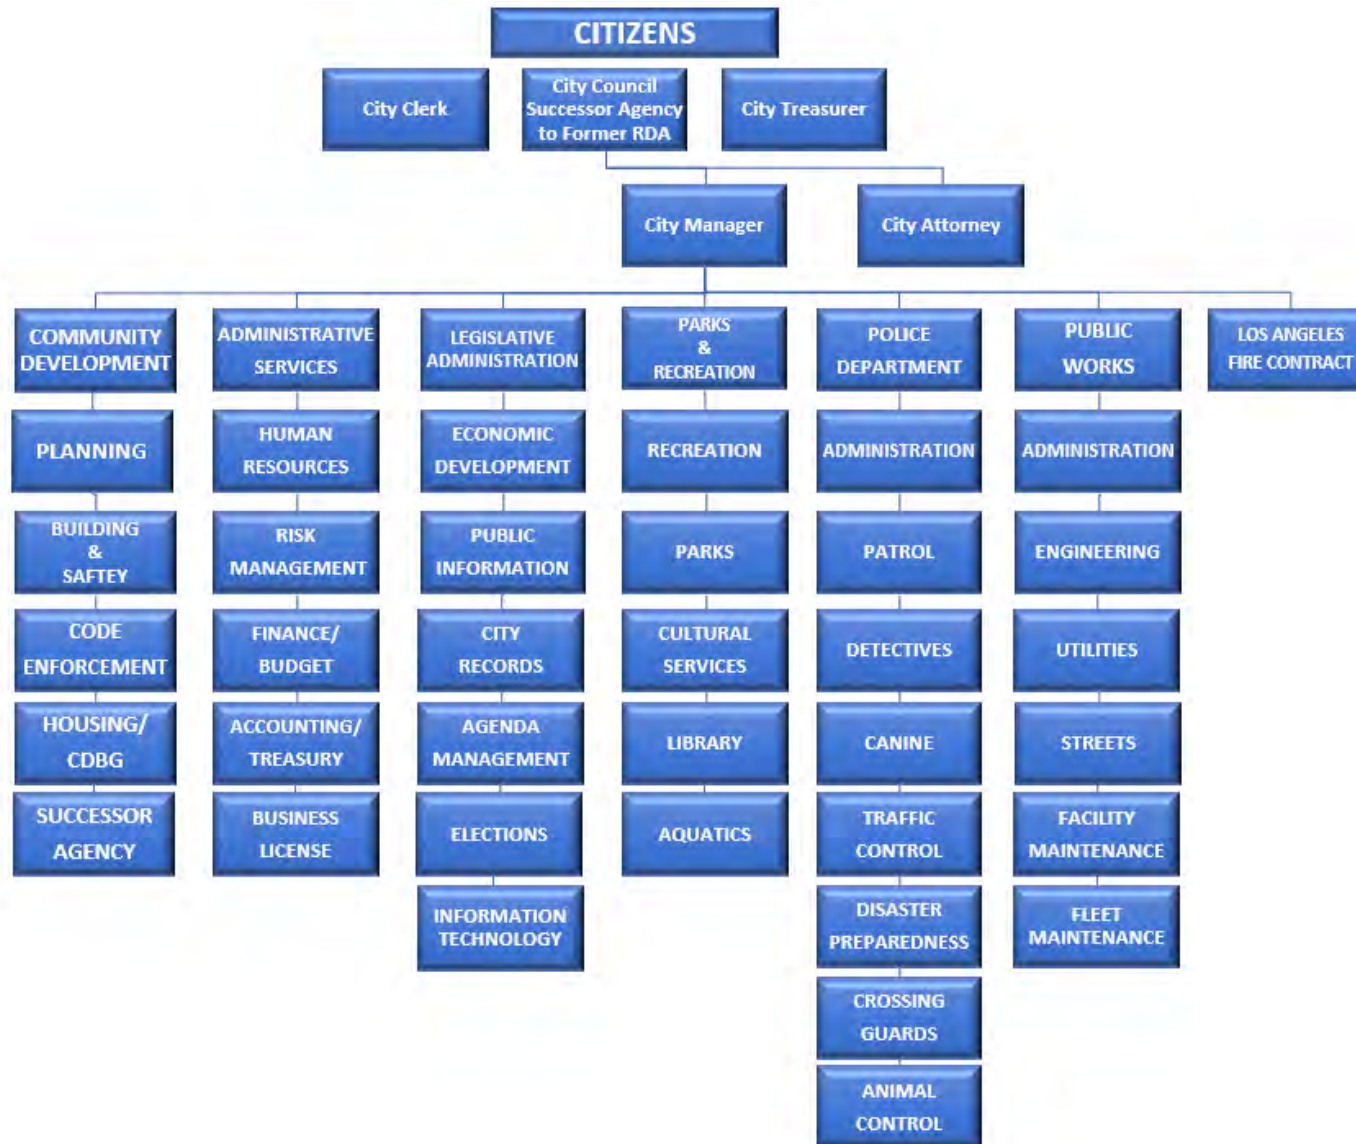 CITIZENS
City Clerk
City Council
Successor Agency
to Former RDA
City Treasurer
City Manager
City Attorney
COMMUNITY
DEVELOPMENT
PLANNING
BUILDING
&
SAFTEY
CODE
ENFORCEMENT
HOUSING/
CDBG
SUCCESSOR
AGENCY
ADMINISTRATIVE
SERVICES
HUMAN
RESOURCES
RISK
MANAGEMENT
FINANCE/
BUDGET
ACCOUNTING/
TREASURY
BUSINESS
LICENSE
LEGISLATIVE
ADMINISTRATION
ECONOMIC
DEVELOPMENT
PUBLIC
INFORMATION
CITY
RECORDS
AGENDA
MANAGEMENT
ELECTIONS
INFORMATION
TECHNOLOGY
PARKS
&
RECREATION
RECREATION
PARKS
CULTURAL
SERVICES
LIBRARY
AQUATICS
POLICE
DEPARTMENT
ADMINISTRATION
PATROL
DETECTIVES
CANINE
TRAFFIC
CONTROL
DISASTER
PREPAREDNESS
CROSSING
GUARDS
ANIMAL
CONTROL
PUBLIC
WORKS
ADMINISTRATION
ENGINEERING
UTILITIES
STREETS
FACILITY
MAINTENANCE
FLEET
MAINTENANCE
LOS ANGELES
FIRE CONTRACT